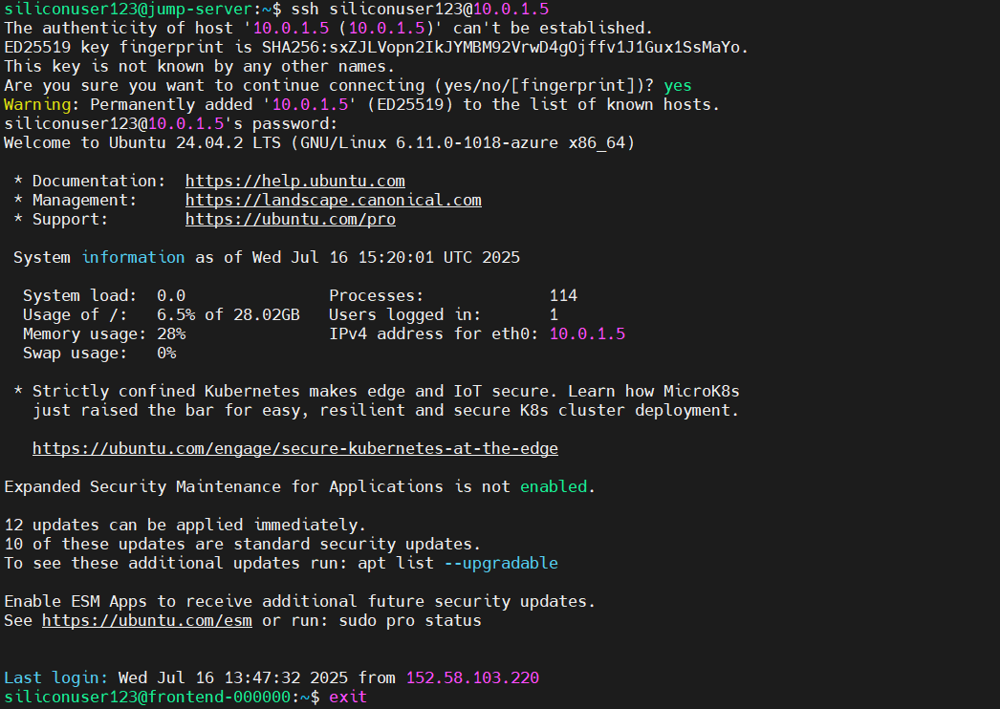 siliconuser123@jump-server:~$ ssh siliconuser123@10.0.1.5
The authenticity of host '10.0.1.5 (10.0.1.5)' can't be established.
ED25519 key fingerprint is SHA256:sxZJLVopn2IkJYMBM92VrwD4gOjffv1J1Gux1SsMaYo.
This key is not known by any other names.
Are you sure you want to continue connecting (yes/no/[fingerprint])? yes
Warning: Permanently added '10.0.1.5' (ED25519) to the list of known hosts.
siliconuser123@10.0.1.5's password:
Welcome to Ubuntu 24.04.2 LTS (GNU/Linux 6.11.0-1018-azure x86_64)
* Documentation:  https://help.ubuntu.com
* Management:     https://landscape.canonical.com
* Support:        https://ubuntu.com/pro
System information as of Wed Jul 16 15:20:01 UTC 2025
System load:  0.0               Processes:             114
Usage of /:   6.5% of 28.02GB   Users logged in:       1
Memory usage: 28%               IPv4 address for eth0: 10.0.1.5
Swap usage:   0%
* Strictly confined Kubernetes makes edge and IoT secure. Learn how MicroK8s
just raised the bar for easy, resilient and secure K8s cluster deployment.
https://ubuntu.com/engage/secure-kubernetes-at-the-edge
Expanded Security Maintenance for Applications is not enabled.
12 updates can be applied immediately.
10 of these updates are standard security updates.
To see these additional updates run: apt list --upgradable
Enable ESM Apps to receive additional future security updates.
See https://ubuntu.com/esm or run: sudo pro status
Last login: Wed Jul 16 13:47:32 2025 from 152.58.103.220
siliconuser123@frontend-000000:~$ exit